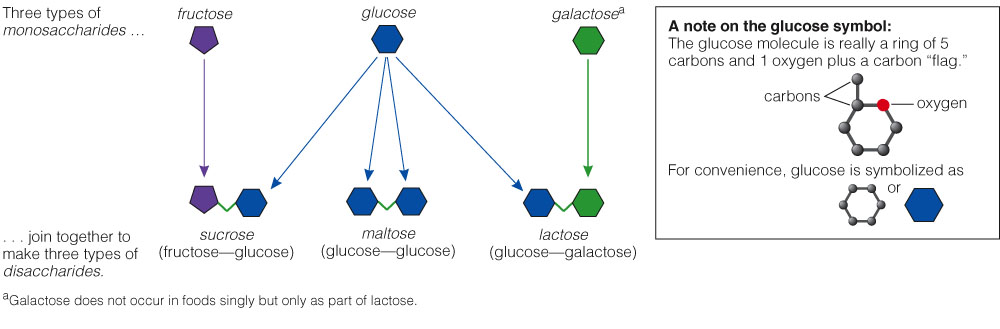 Three types of
monosaccharides …
fructose
glucose
galactoseᵃ
. . . join together to
make three types of
disaccharides.
sucrose
(fructose—glucose)
maltose
(glucose—glucose)
lactose
(glucose—galactose)
ᵃGalactose does not occur in foods singly but only as part of lactose.
A note on the glucose symbol:
The glucose molecule is really a ring of 5
carbons and 1 oxygen plus a carbon “flag.”
carbons
oxygen
For convenience, glucose is symbolized as
or